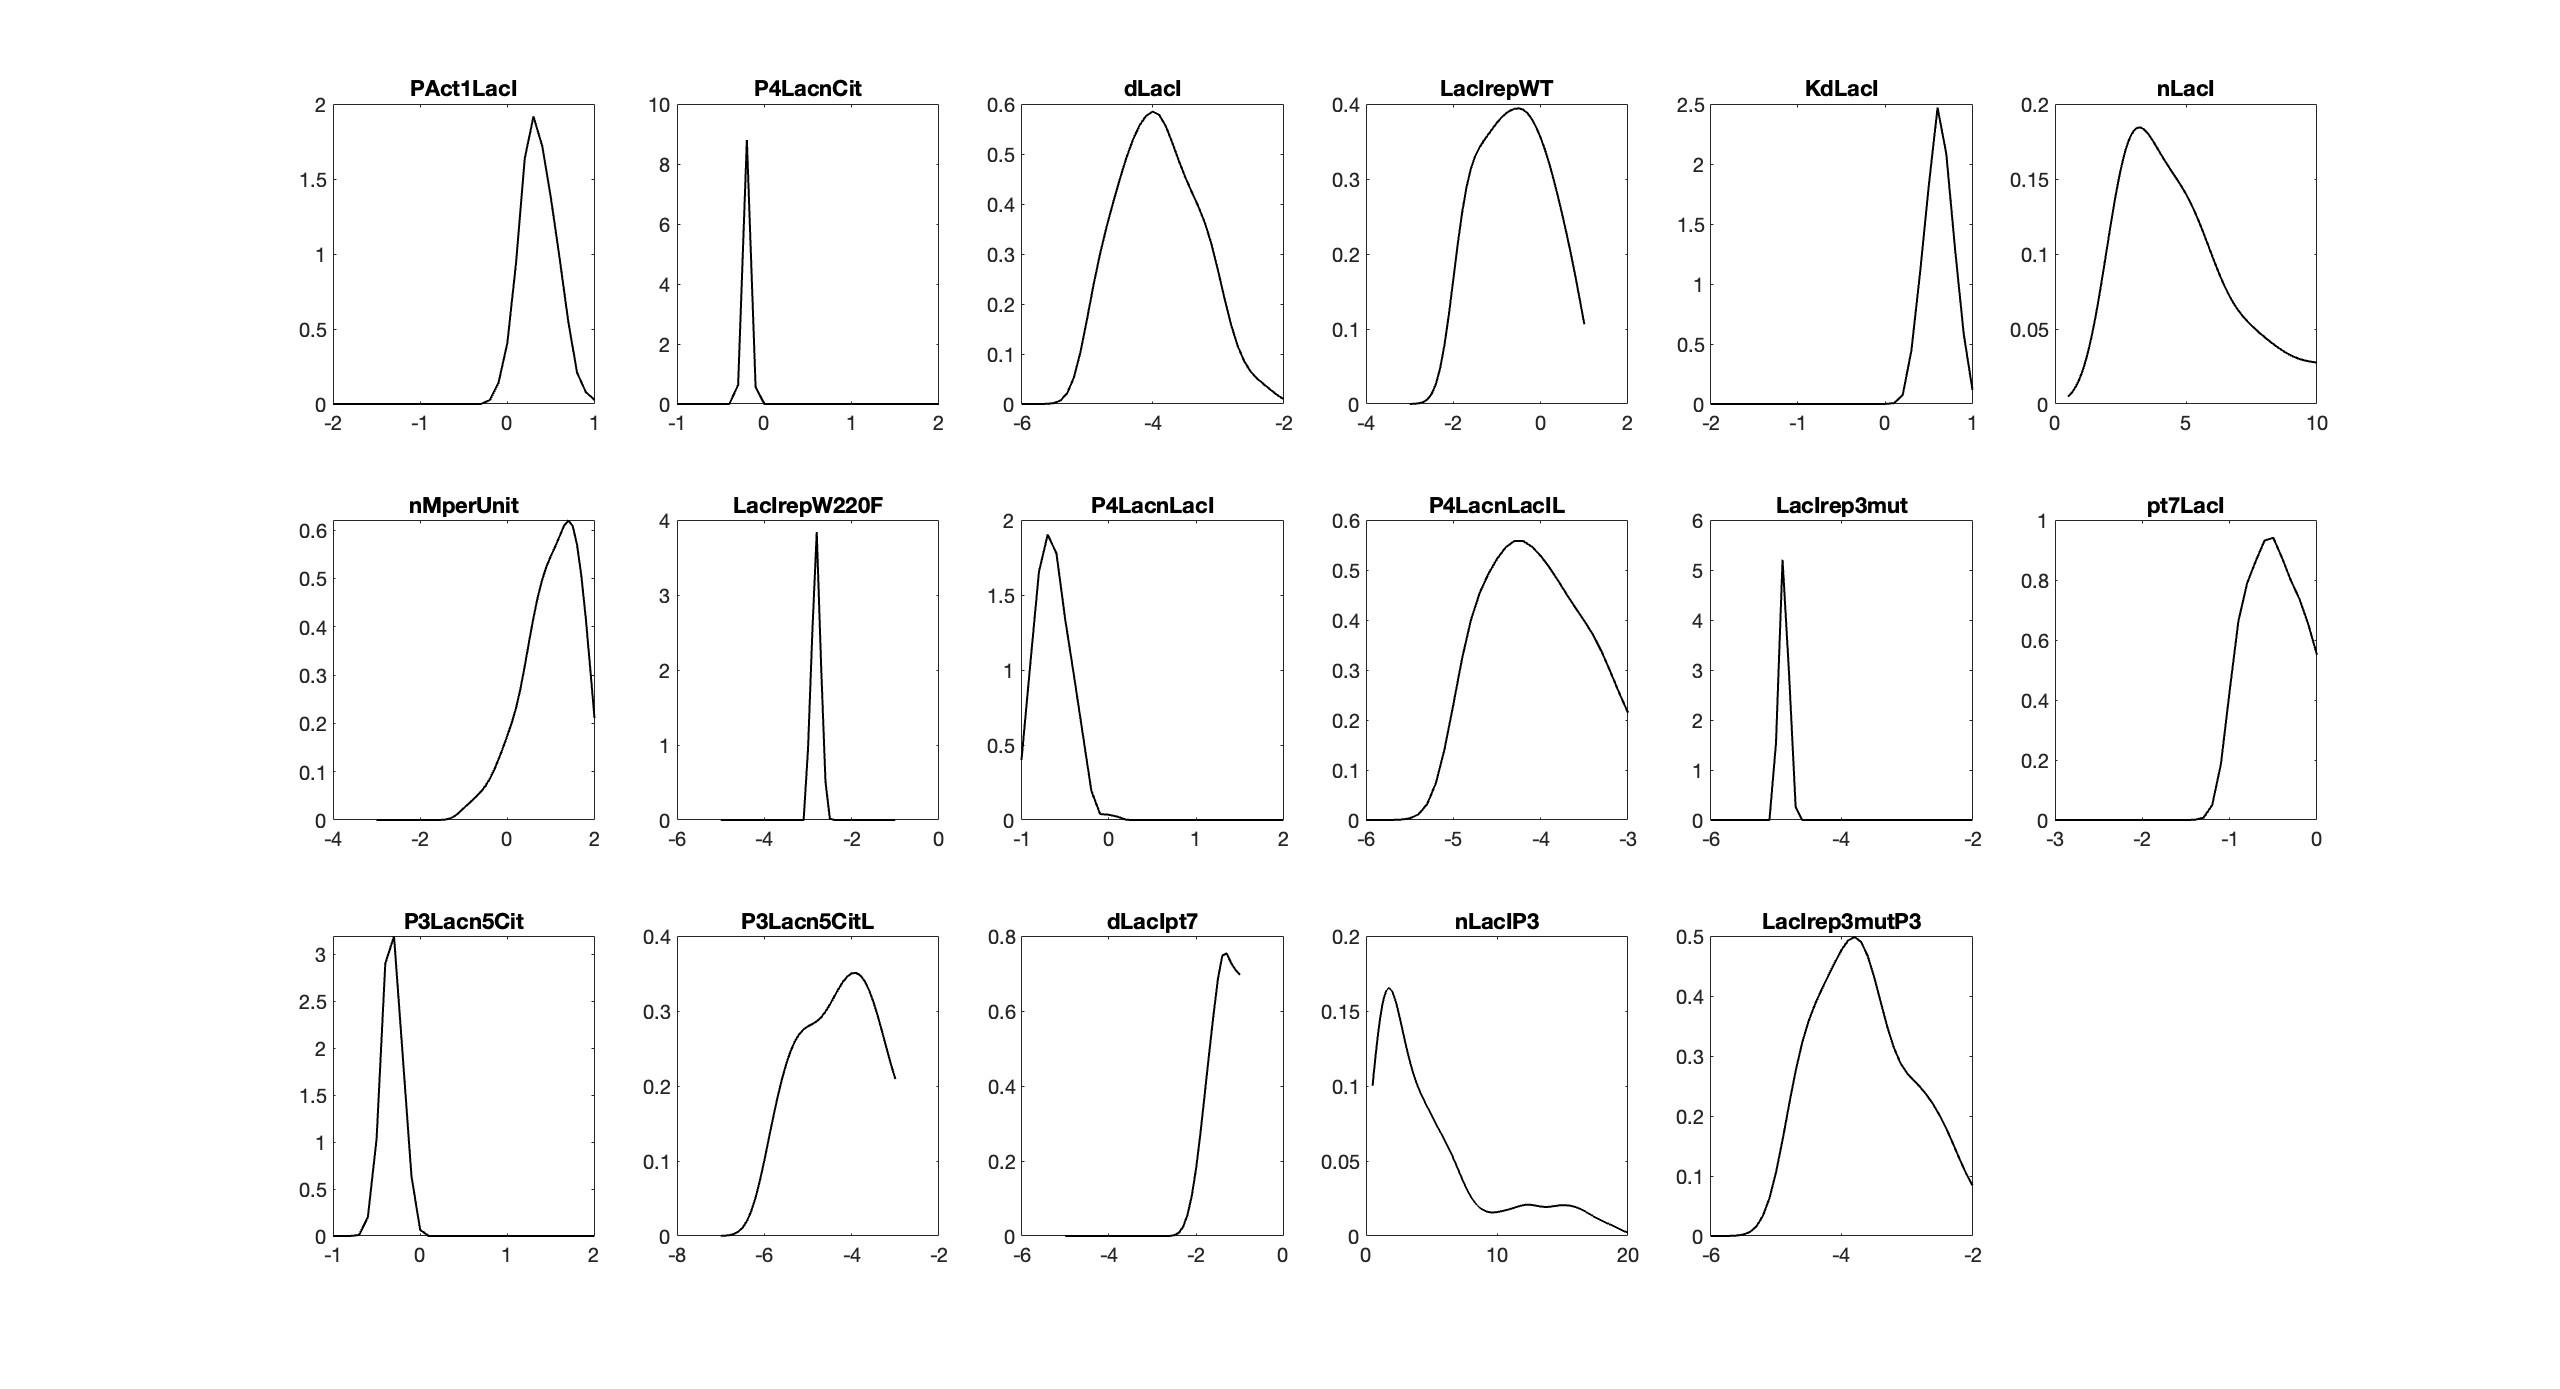 PAct1LacI P4LacnCit dLacI LacIrepWT KdLacI nLacI
2 10 0.6 0.4 2.5 0.2
1.5 8 0.5 0.3 2 0.15
1 6 0.4 0.2 1.5 0.1
0.5 4 0.3 0.1 1 0.05
0 2 0.2 0 0.5 0
0 0.1 0
0
-2 -1 0 1 -1 0 1 2 -6 -4 -2 -4 -2 0 2 -2 -1 0 1 0 5 10
nMperUnit LacIrepW220F P4LacnLacI P4LacnLacIL LacIrep3mut pt7LacI
0.6 4 2 0.6 6 1
0.5 3 1.5 0.5 5 0.8
0.4 2 1 0.4 4 0.6
0.3 1 0.5 0.3 3 0.4
0.2 0 0 0.2 2 0.2
0.1 0.1 1 0
0 0 0
-4 -2 0 2 -6 -4 -2 0 -1 0 1 2 -6 -5 -4 -3 -6 -4 -2 -3 -2 -1 0
P3Lacn5Cit P3Lacn5CitL dLacIpt7 nLacIP3 LacIrep3mutP3
3 0.4 0.8 0.2 0.5
2.5 0.3 0.6 0.15 0.4
2 0.2 0.4 0.1 0.3
1.5 0.1 0.2 0.05 0.2
1 0 0 0 0.1
0.5 0
0
-1 0 1 2 -8 -6 -4 -2 -6 -4 -2 0 0 10 20 -6 -4 -2